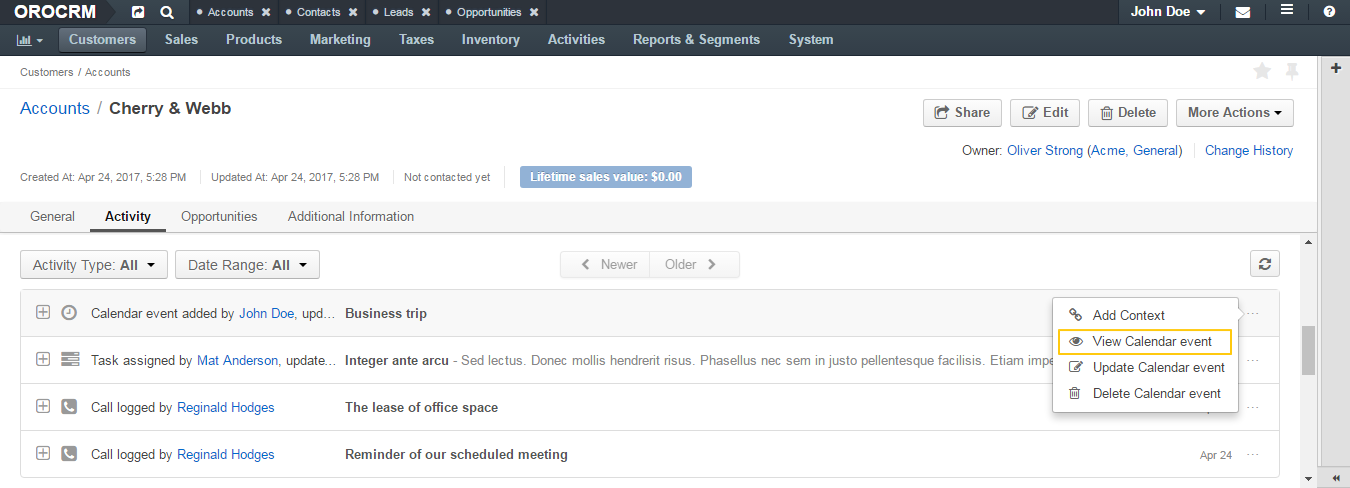 OROCRM • Accounts ✖ • Contacts ✖ • Leads ✖ • Opportunities ✖ John Doe
Customers Sales Products Marketing Taxes Inventory Activities Reports & Segments System
Customers / Accounts
Accounts / Cherry & Webb
Share Edit Delete More Actions
Owner: Oliver Strong (Acme, General) Change History
Created At: Apr 24, 2017, 5:28 PM Updated At: Apr 24, 2017, 5:28 PM Not contacted yet Lifetime sales value: $0.00
General Activity Opportunities Additional Information
Activity Type: All Date Range: All Newer Older
Calendar event added by John Doe, upd... Business trip ...
Add Context
View Calendar event
Update Calendar event
Delete Calendar event
Task assigned by Mat Anderson, update... Integer ante arcu - Sed lectus. Donec mollis hendrerit risus. Phasellus nec sem in justo pellentesque facilisis. Etiam impe ...
Call logged by Reginald Hodges The lease of office space ...
Call logged by Reginald Hodges Reminder of our scheduled meeting Apr 24 ...